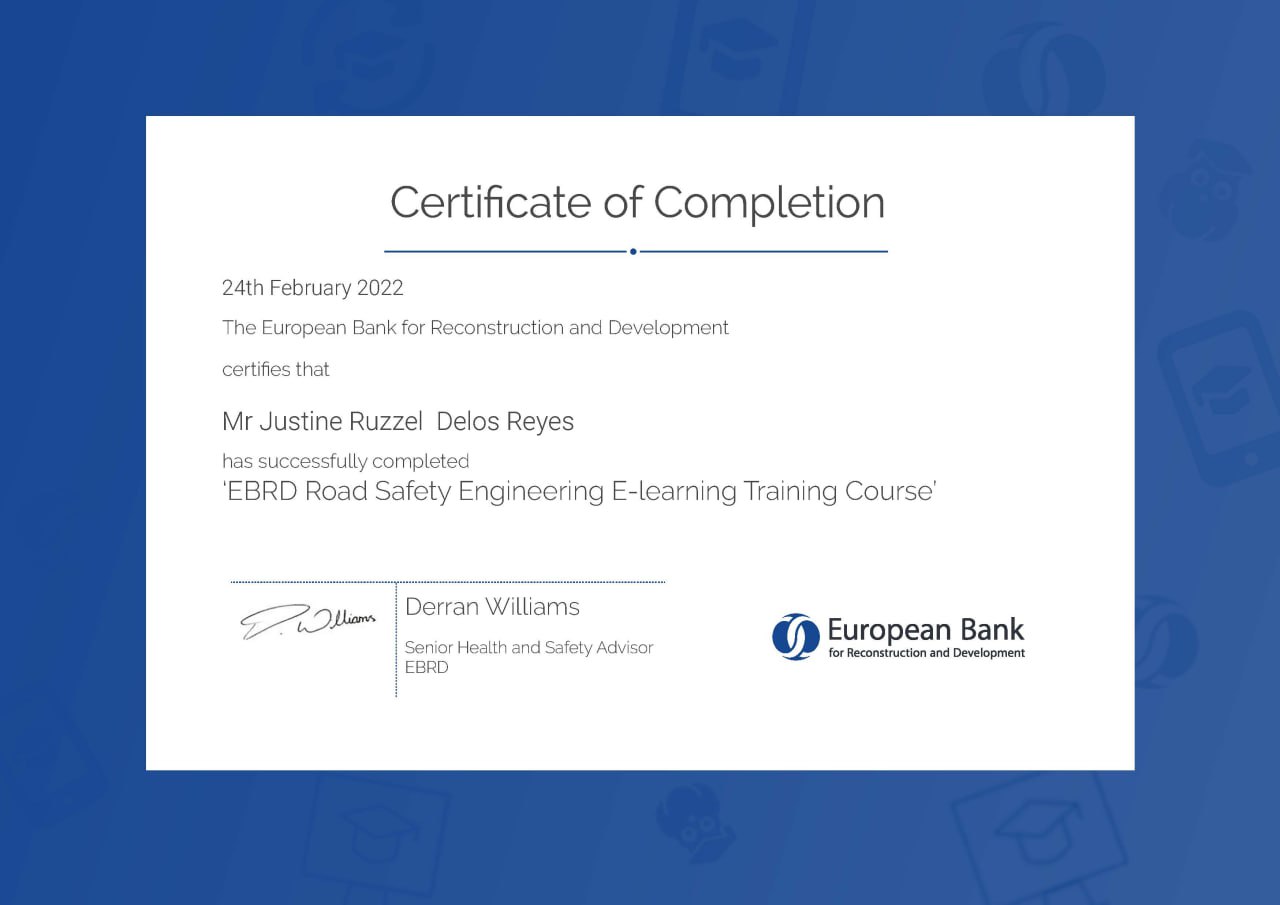 Certificate of Completion
24th February 2022
The European Bank for Reconstruction and Development
certifies that
Mr Justine Ruzzel  Delos Reyes
has successfully completed
‘EBRD Road Safety Engineering E-learning Training Course’
D. Williams
Derran Williams
Senior Health and Safety Advisor
EBRD
European Bank
for Reconstruction and Development